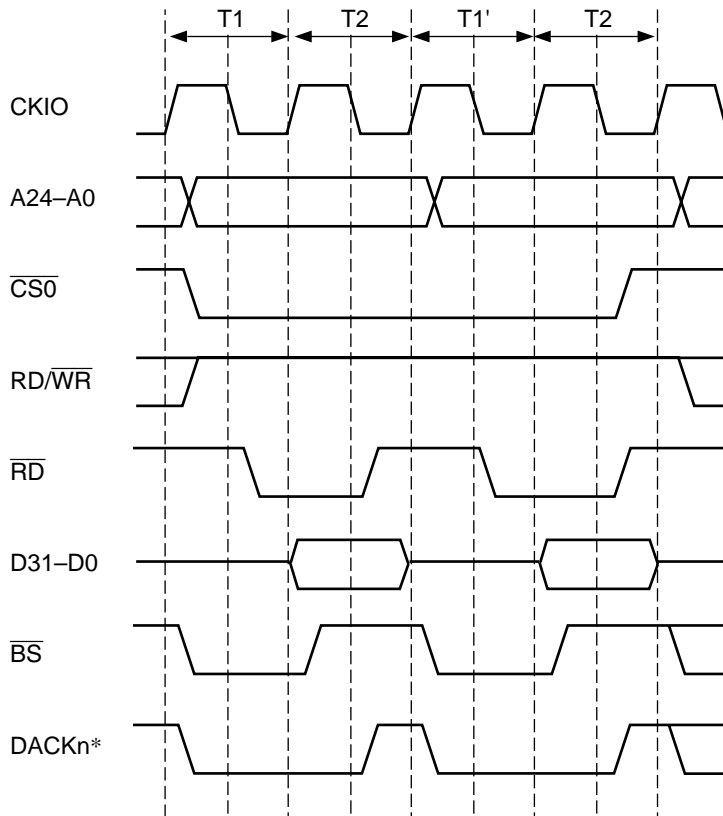 T1 T2 T1' T2
CKIO
A24–A0
CS0
RD/WR
RD
D31–D0
BS
DACKn*